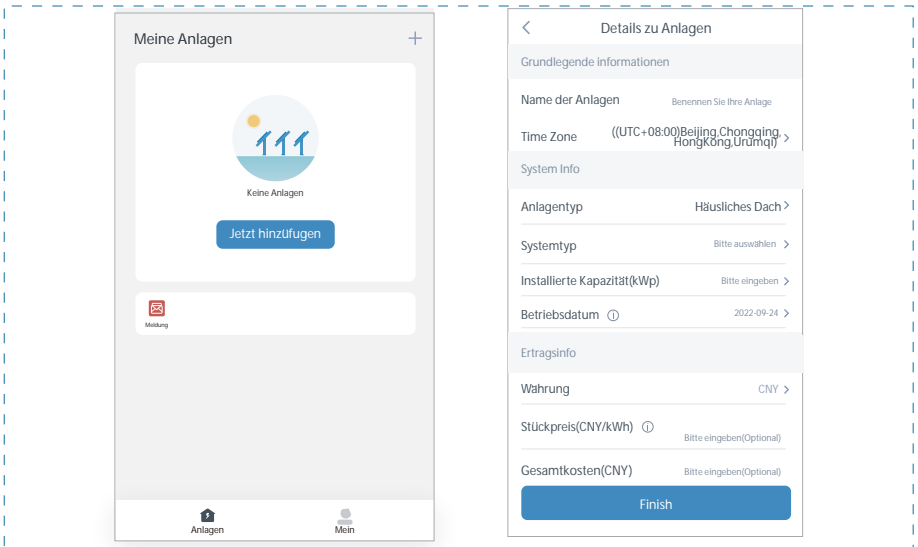 Meine Anlagen
Keine Anlagen
Jetzt hinzufügen
Meldung
Anlagen
Mein
Details zu Anlagen
Grundlegende informationen
Name der Anlagen
Benennen Sie Ihre Anlage
Time Zone
((UTC+08:00)Beijing,Chongqing,
HongKong,Urumqi)
System Info
Anlagentyp
Häusliches Dach
Systemtyp
Bitte auswählen
Installierte Kapazität(kWp)
Bitte eingeben
Betriebsdatum
2022-09-24
Ertragsinfo
Währung
CNY
Stückpreis(CNY/kWh)
Bitte eingeben(Optional)
Gesamtkosten(CNY)
Bitte eingeben(Optional)
Finish